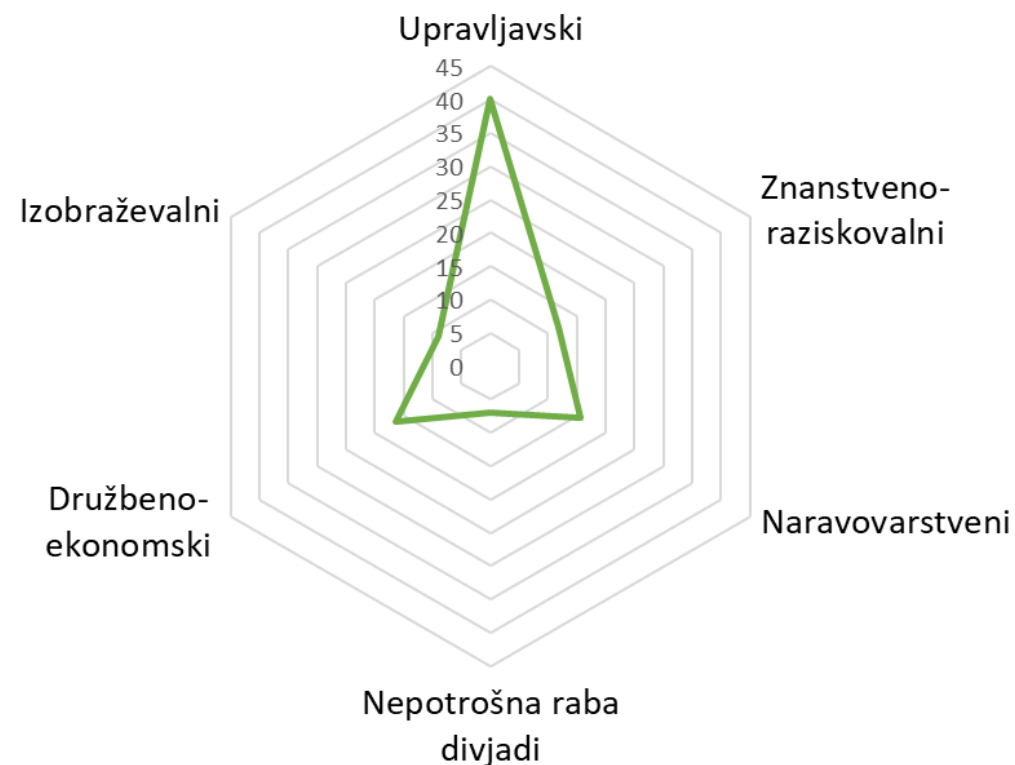 Upravljavski
45
40
35
30
25
20
15
10
5
0
Znanstveno-
raziskovalni
Naravovarstveni
Nepotrošna raba
divjadi
Družbeno-
ekonomski
Izobraževalni